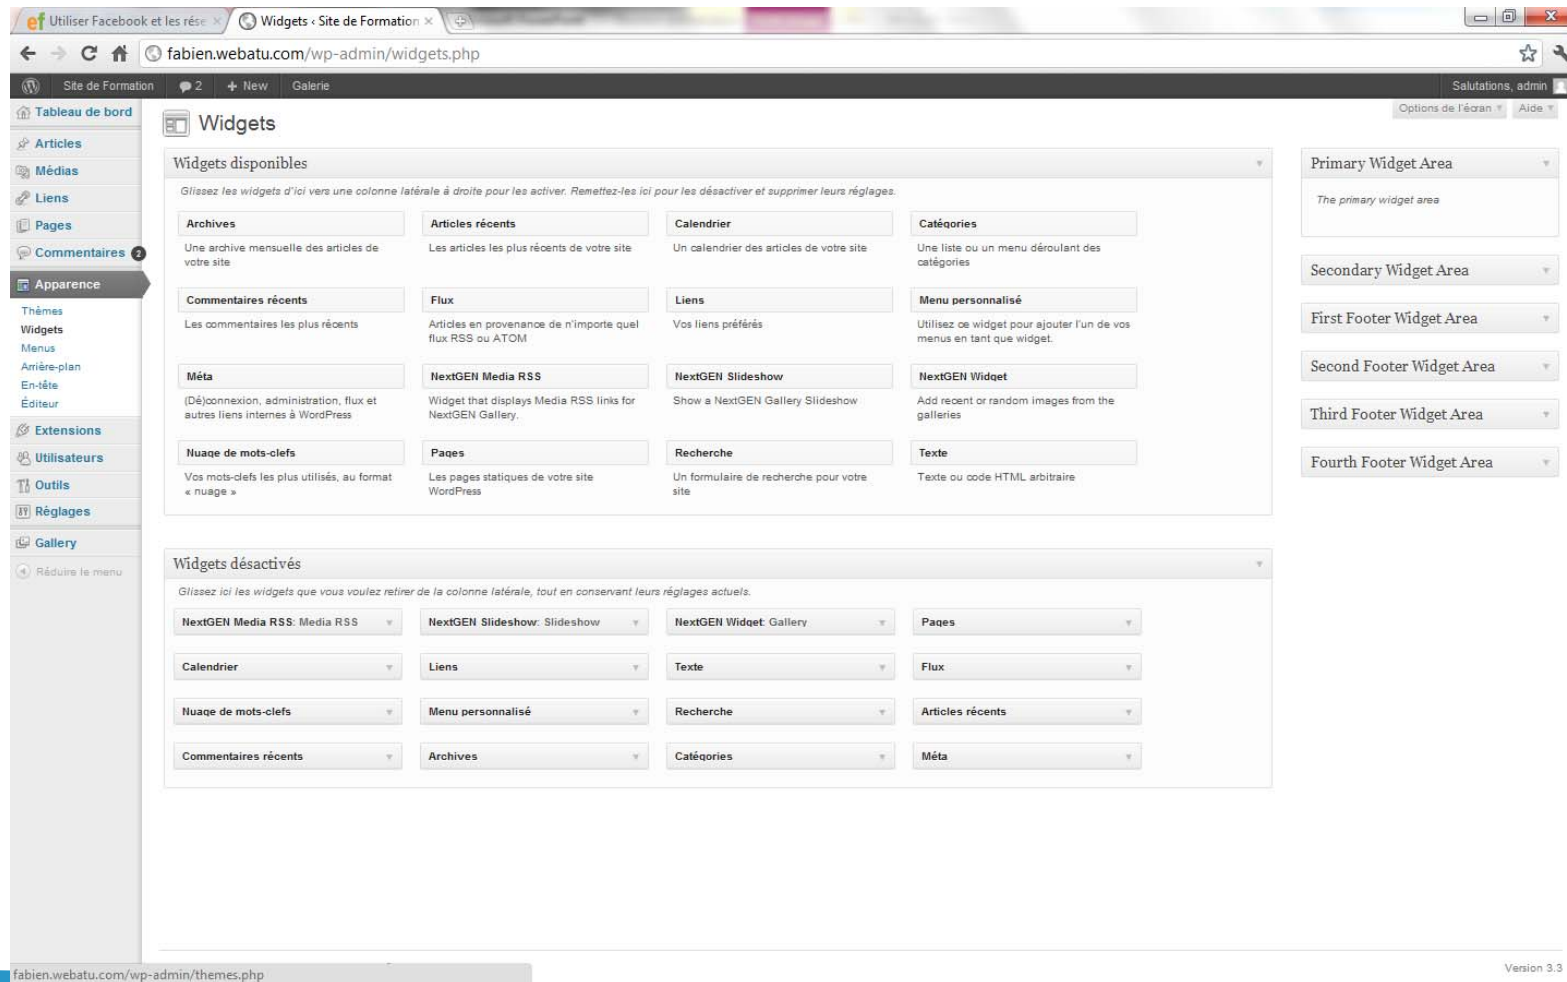 ef Utiliser Facebook et les rése
Widgets ‹ Site de Formation
fabien.webatu.com/wp-admin/widgets.php
Site de Formation 2 + New Galerie Salutations, admin
Tableau de bord
Articles
Médias
Liens
Pages
Commentaires 2
Apparence
Thèmes
Widgets
Menus
Arrière-plan
En-tête
Éditeur
Extensions
Utilisateurs
Outils
Réglages
Gallery
Réduire le menu
Options de l'écran Aide
Widgets
Widgets disponibles
Glissez les widgets d'ici vers une colonne latérale à droite pour les activer. Remettez-les ici pour les désactiver et supprimer leurs réglages.
Archives
Une archive mensuelle des articles de
votre site
Articles récents
Les articles les plus récents de votre site
Calendrier
Un calendrier des articles de votre site
Catégories
Une liste ou un menu déroulant des
catégories
Commentaires récents
Les commentaires les plus récents
Flux
Articles en provenance de n'importe quel
flux RSS ou ATOM
Liens
Vos liens préférés
Menu personnalisé
Utilisez ce widget pour ajouter l'un de vos
menus en tant que widget.
Méta
(Dé)connexion, administration, flux et
autres liens internes à WordPress
NextGEN Media RSS
Widget that displays Media RSS links for
NextGEN Gallery.
NextGEN Slideshow
Show a NextGEN Gallery Slideshow
NextGEN Widget
Add recent or random images from the
galleries
Nuage de mots-clefs
Vos mots-clefs les plus utilisés, au format
« nuage »
Pages
Les pages statiques de votre site
WordPress
Recherche
Un formulaire de recherche pour votre
site
Texte
Texte ou code HTML arbitraire
Widgets désactivés
Glissez ici les widgets que vous voulez retirer de la colonne latérale, tout en conservant leurs réglages actuels.
NextGEN Media RSS: Media RSS
NextGEN Slideshow: Slideshow
NextGEN Widget: Gallery
Pages
Calendrier
Liens
Texte
Flux
Nuage de mots-clefs
Menu personnalisé
Recherche
Articles récents
Commentaires récents
Archives
Catégories
Méta
Primary Widget Area
The primary widget area
Secondary Widget Area
First Footer Widget Area
Second Footer Widget Area
Third Footer Widget Area
Fourth Footer Widget Area
Version 3.3
fabien.webatu.com/wp-admin/themes.php